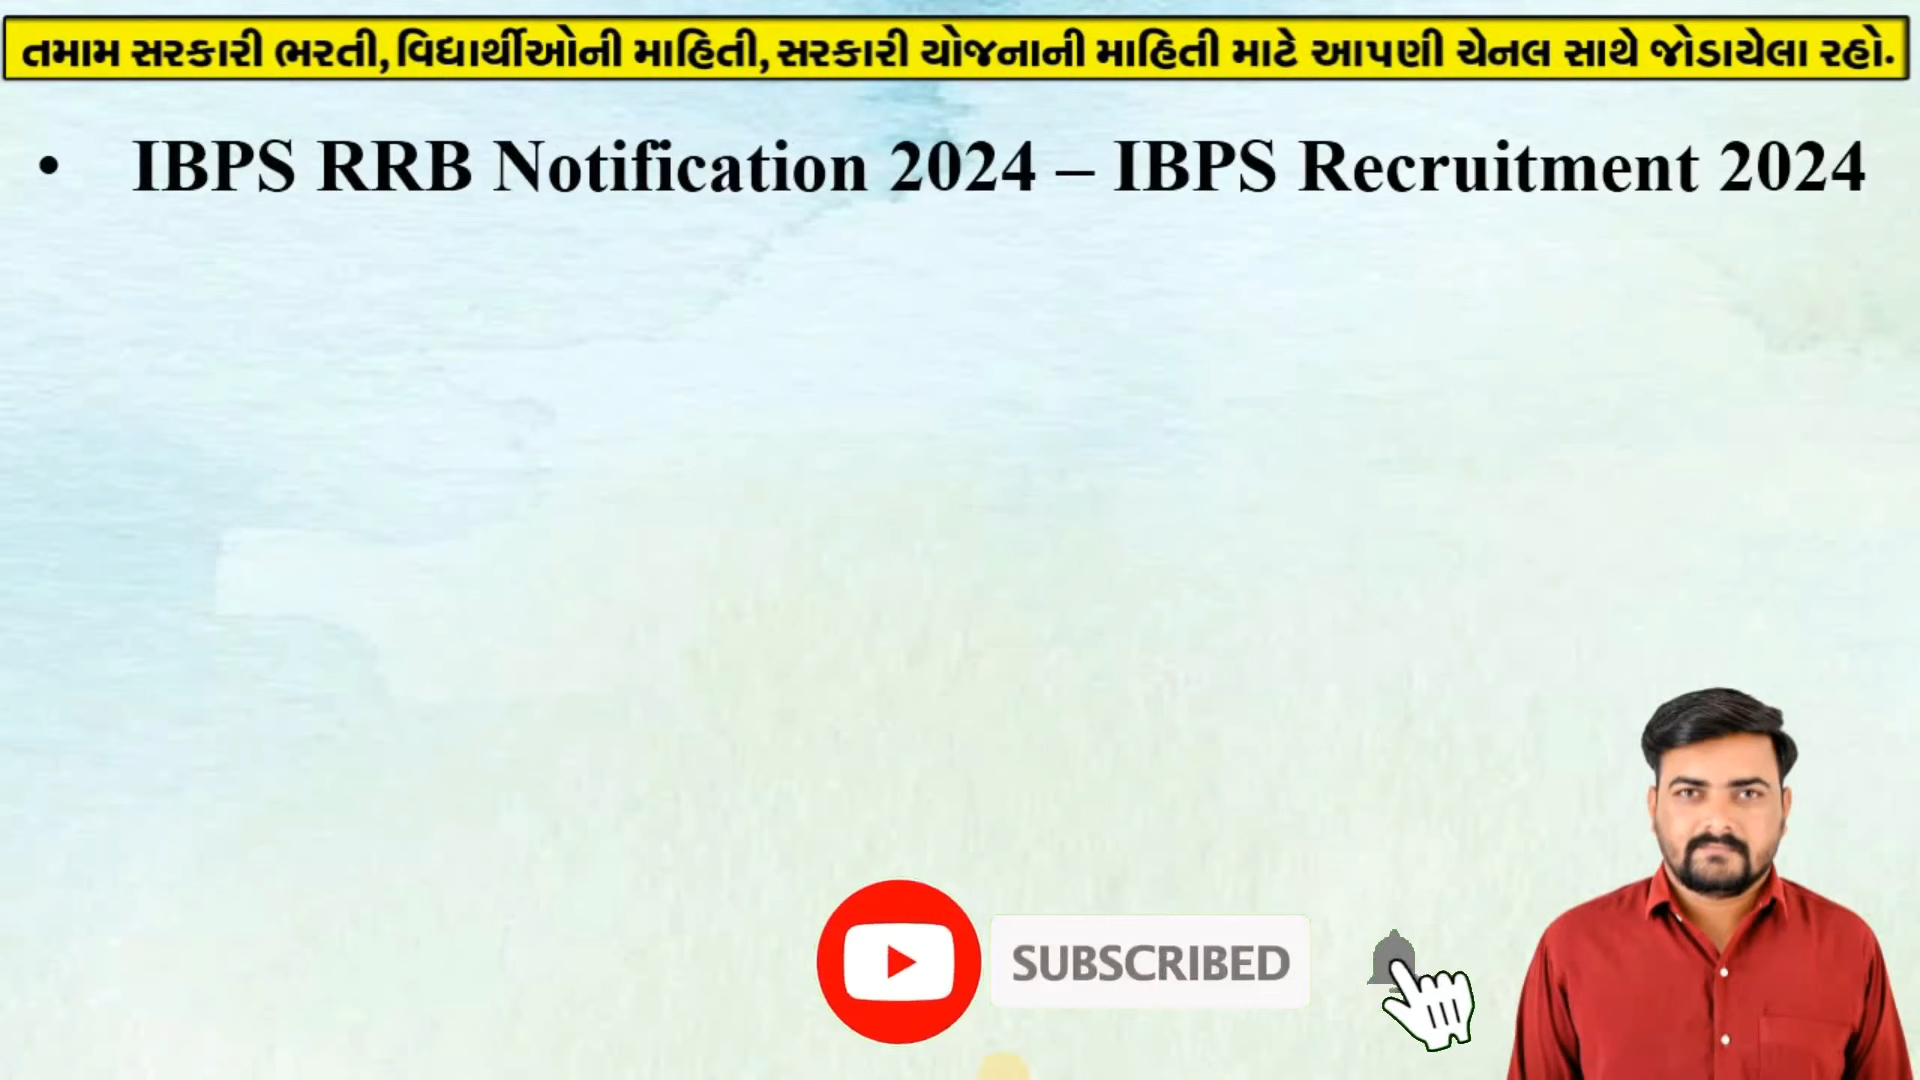 તમામ સરકારી ભરતી, વિદ્યાર્થીઓની માહિતી, સરકારી યોજનાની માહિતી માટે આપણી ચેનલ સાથે જોડાયેલા રહો.
• IBPS RRB Notification 2024 – IBPS Recruitment 2024
SUBSCRIBED